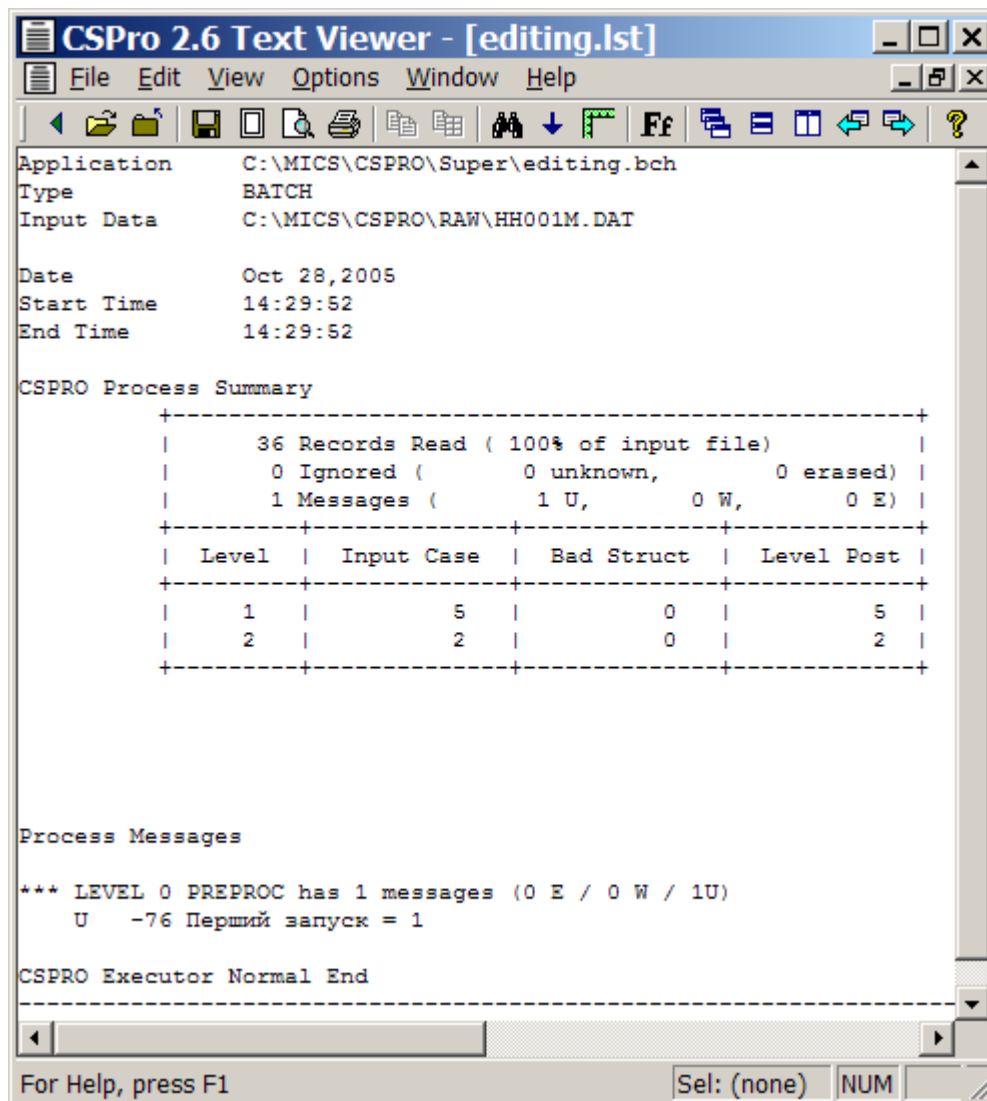 CSPro 2.6 Text Viewer - [editing.lst]
File Edit View Options Window Help
Ff
Application C:\MICS\CSPRO\Super\editing.bch
Type BATCH
Input Data C:\MICS\CSPRO\RAW\HH001M.DAT
Date Oct 28,2005
Start Time 14:29:52
End Time 14:29:52
CSPRO Process Summary
+-----------------------------------------------------+
| 36 Records Read ( 100% of input file) |
| 0 Ignored ( 0 unknown, 0 erased) |
| 1 Messages ( 1 U, 0 W, 0 E) |
+---------+--------------+--------------+-------------+
| Level | Input Case | Bad Struct | Level Post |
+---------+--------------+--------------+-------------+
| 1 | 5 | 0 | 5 |
| 2 | 2 | 0 | 2 |
+---------+--------------+--------------+-------------+
Process Messages
*** LEVEL 0 PREPROC has 1 messages (0 E / 0 W / 1U)
U -76 Перший запуск = 1
CSPRO Executor Normal End
--------------------------------------------------------------------
For Help, press F1 Sel: (none) NUM